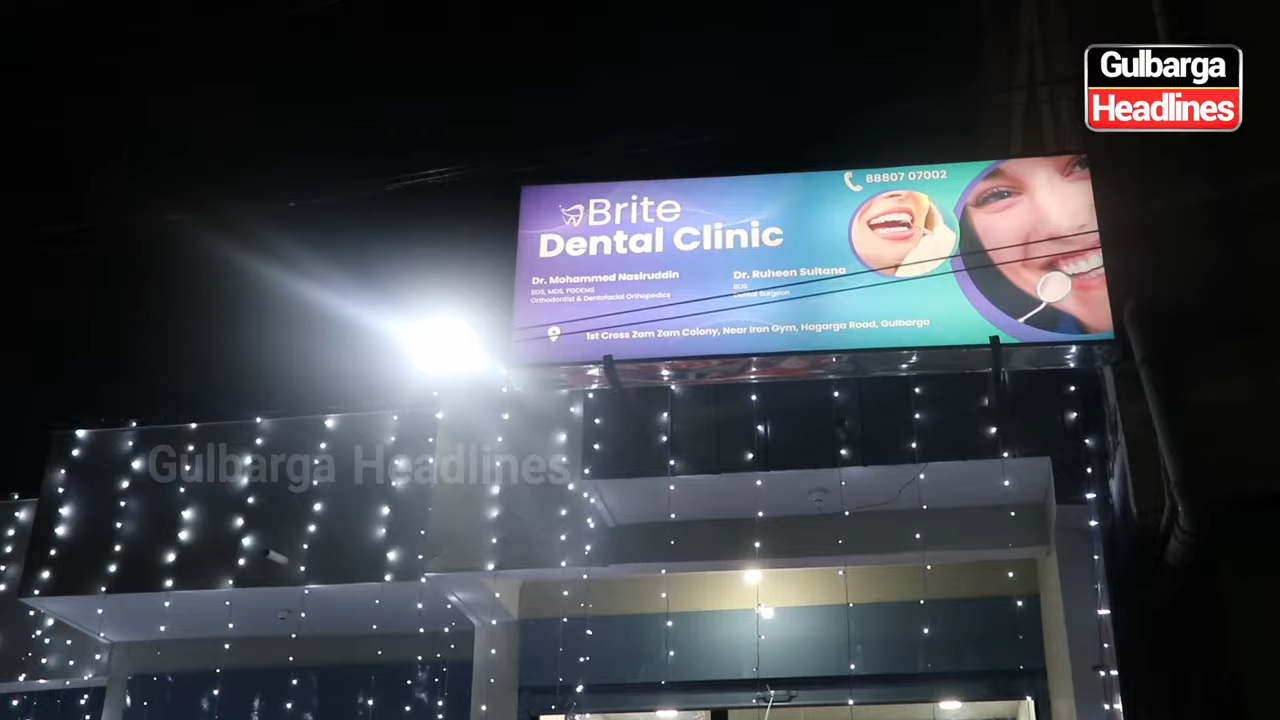 Gulbarga
Headlines
88807 07002
Brite
Dental Clinic
Dr. Mohammed Nasiruddin
BDS, MDS, PGDEMS
Orthodontist & Dentofacial Orthopedics
Dr. Ruheen Sultana
BDS
Dental Surgeon
1st Cross Zam Zam Colony, Near Iron Gym, Hagarga Road, Gulbarga
Gulbarga Headlines